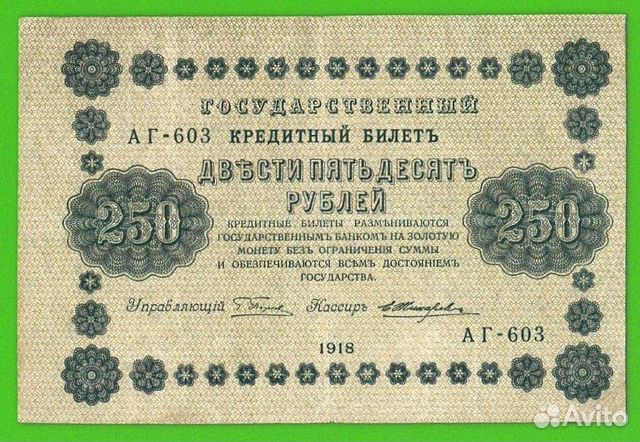 ГОСУДАРСТВЕННЫЙ
АГ-603 КРЕДИТНЫЙ БИЛЕТЪ
ДВѢСТИ ПЯТЬДЕСЯТЪ
РУБЛЕЙ
250
250
КРЕДИТНЫЕ БИЛЕТЫ РАЗМѢНИВАЮТСЯ
ГОСУДАРСТВЕННЫМЪ БАНКОМЪ НА ЗОЛОТУЮ
МОНЕТУ БЕЗЪ ОГРАНИЧЕНІЯ СУММЫ
И ОБЕЗПЕЧИВАЮТСЯ ВСѢМЪ ДОСТОЯНІЕМЪ
ГОСУДАРСТВА.
Управляющій Кассиръ
АГ-603
1918
Avito